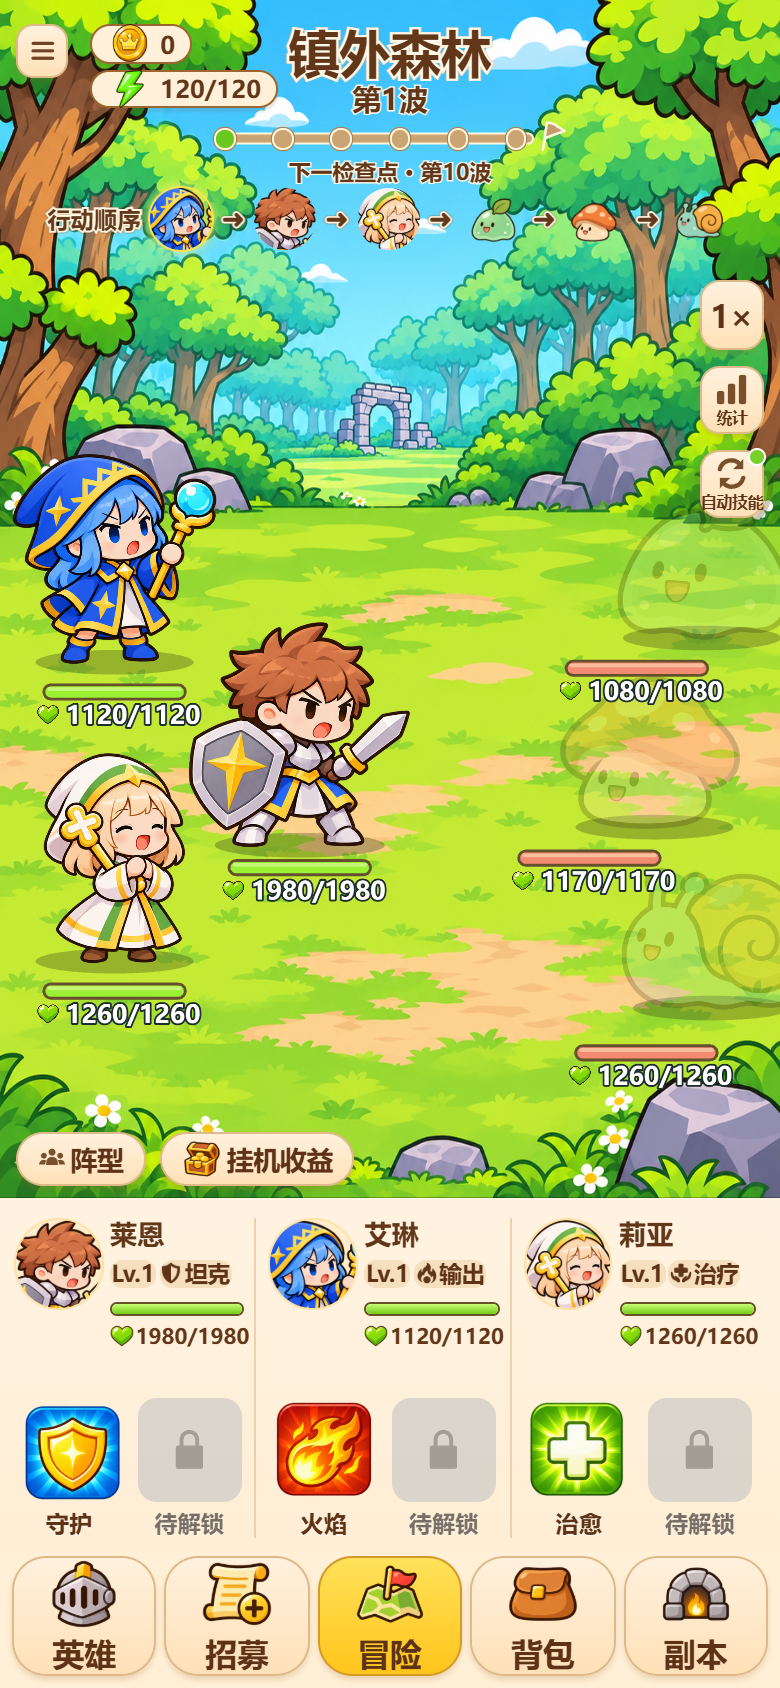 0
120/120
镇外森林
第1波
下一检查点·第10波
行动顺序
1×
统计
自动技能
1120/1120
1080/1080
1980/1980
1170/1170
1260/1260
1260/1260
阵型
挂机收益
莱恩
Lv.1 坦克
1980/1980
艾琳
Lv.1 输出
1120/1120
莉亚
Lv.1 治疗
1260/1260
守护
待解锁
火焰
待解锁
治愈
待解锁
英雄
招募
冒险
背包
副本